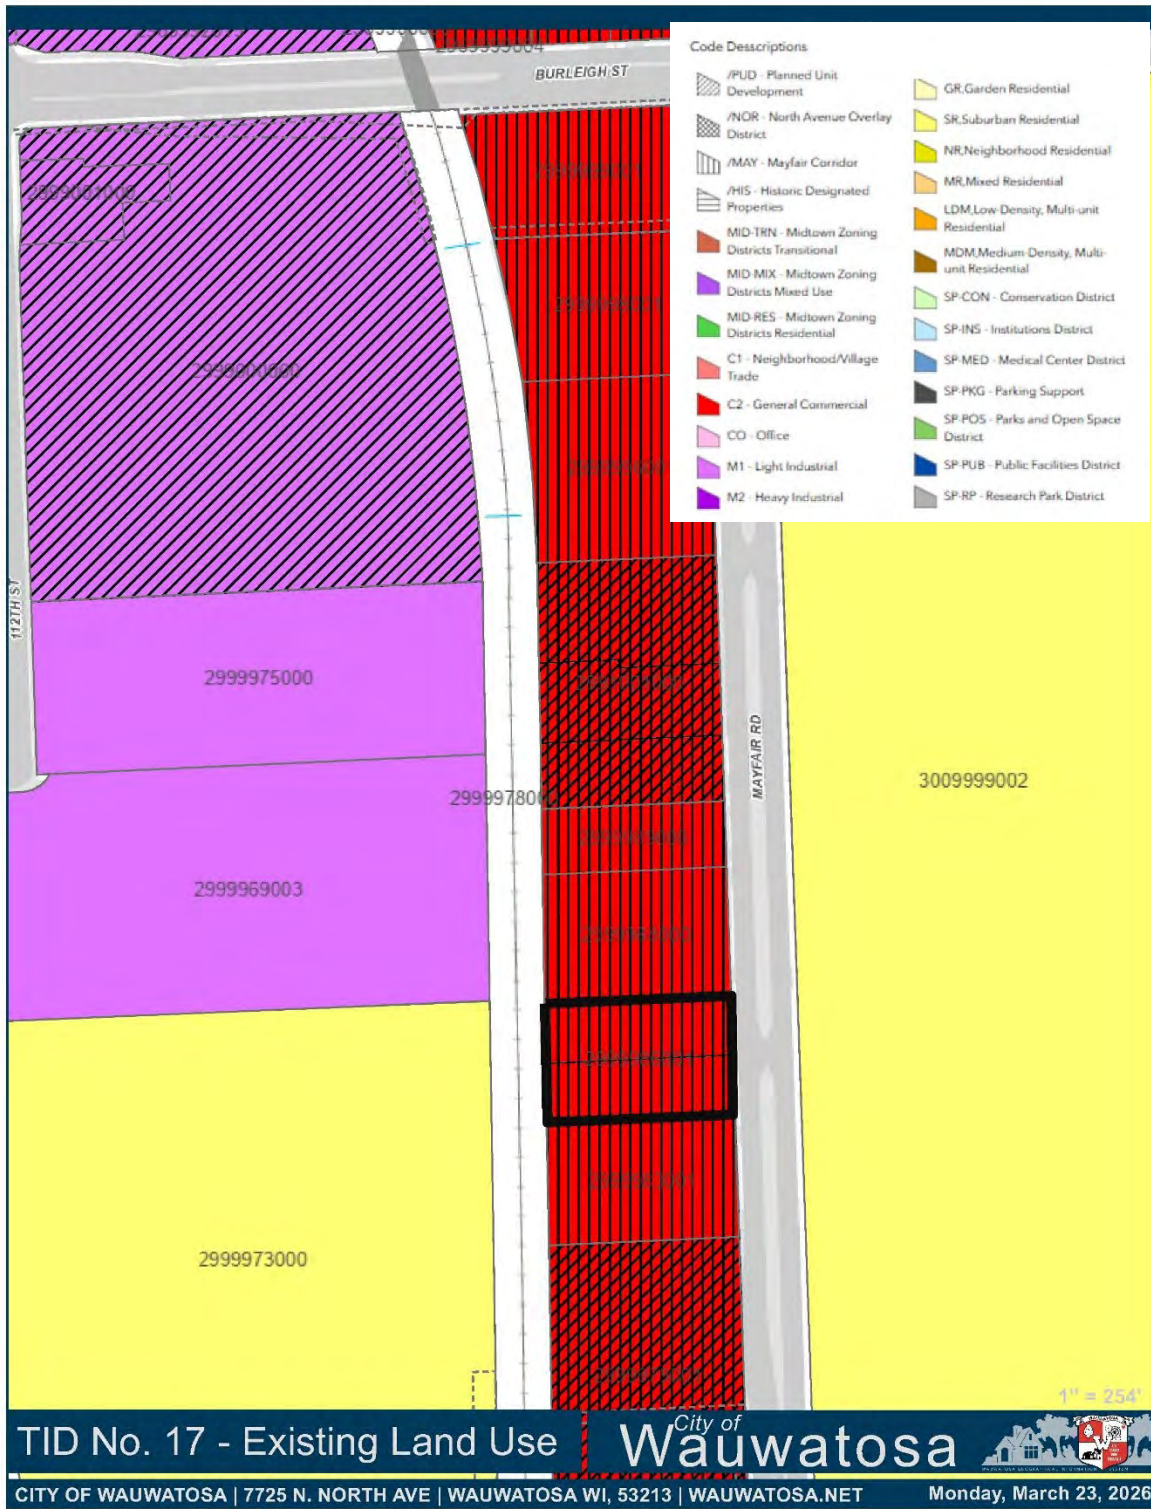 BURLEIGH ST
Code Desscriptions
/PUD - Planned Unit
Development
/NOR - North Avenue Overlay
District
/MAY - Mayfair Corridor
/HIS - Historic Designated
Properties
MID-TRN - Midtown Zoning
Districts Transitional
MID-MIX - Midtown Zoning
Districts Mixed Use
MID-RES - Midtown Zoning
Districts Residential
C1 - Neighborhood/Village
Trade
C2 - General Commercial
CO - Office
M1 - Light Industrial
M2 - Heavy Industrial
GR,Garden Residential
SR,Suburban Residential
NR,Neighborhood Residential
MR,Mixed Residential
LDM,Low-Density, Multi-unit
Residential
MDM,Medium-Density, Multi-
unit Residential
SP-CON - Conservation District
SP-INS - Institutions District
SP-MED - Medical Center District
SP-PKG - Parking Support
SP-POS - Parks and Open Space
District
SP-PUB - Public Facilities District
SP-RP - Research Park District
112TH ST
2999975000
MAYFAIR RD
3009999002
2999969003
2999973000
1" = 254'
TID No. 17 - Existing Land Use
City of
Wauwatosa
CITY OF WAUWATOSA | 7725 N. NORTH AVE | WAUWATOSA WI, 53213 | WAUWATOSA.NET
Monday, March 23, 2026